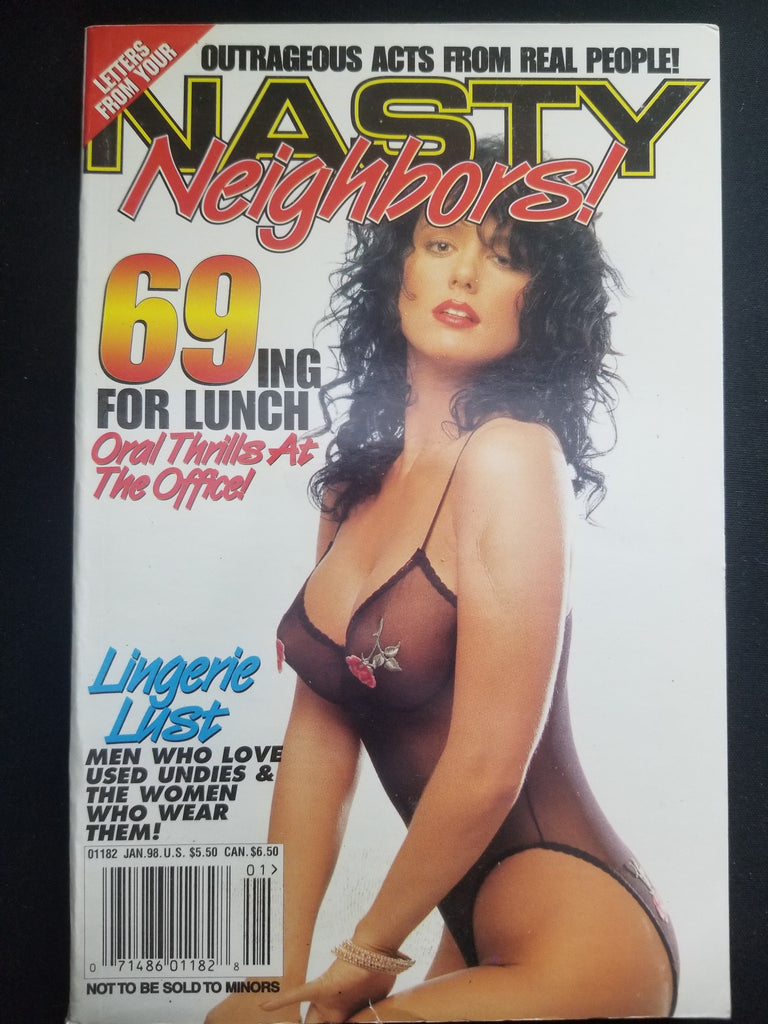 LETTERS
FROM YOUR
OUTRAGEOUS ACTS FROM REAL PEOPLE!
NASTY
Neighbors!
69ING
FOR LUNCH
Oral Thrills At
The Office!
Lingerie
Lust
MEN WHO LOVE
USED UNDIES &
THE WOMEN
WHO WEAR
THEM!
01182 JAN.98 U.S. $5.50 CAN. $6.50
01>
0 71486 01182 8
NOT TO BE SOLD TO MINORS